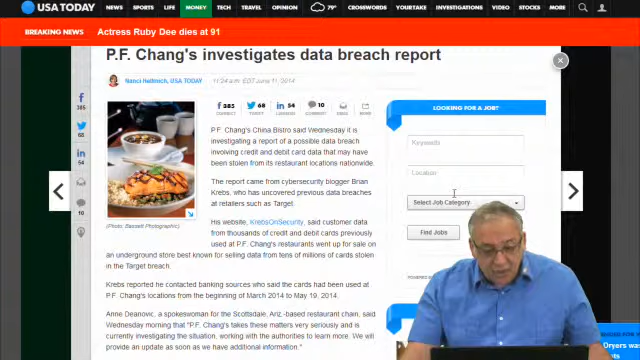 USA TODAY NEWS SPORTS LIFE MONEY TECH TRAVEL OPINION 79° CROSSWORDS YOUR TAKE INVESTIGATIONS VIDEO STOCKS MORE
BREAKING NEWS Actress Ruby Dee dies at 91
P.F. Chang's investigates data breach report
Nanci Hellmich, USA TODAY 11:24 a.m. EDT June 11, 2014
385
68
54
10
385
CONNECT
68
TWEET
54
LINKEDIN
10
COMMENT
EMAIL
MORE
(Photo: Bennett Photographic)
P.F. Chang's China Bistro said Wednesday it is
investigating a report of a possible data breach
involving credit and debit card data that may have
been stolen from its restaurant locations nationwide.
The report came from cybersecurity blogger Brian
Krebs, who has uncovered previous data breaches
at retailers such as Target.
His website, KrebsOnSecurity, said customer data
from thousands of credit and debit cards previously
used at P.F. Chang's restaurants went up for sale on
an underground store best known for selling data from tens of millions of cards stolen
in the Target breach.
Krebs reported he contacted banking sources who said the cards had been used at
P.F. Chang's locations from the beginning of March 2014 to May 19, 2014.
Anne Deanovic, a spokeswoman for the Scottsdale, Ariz.-based restaurant chain, said
Wednesday morning that "P.F. Chang's takes these matters very seriously and is
currently investigating the situation, working with the authorities to learn more. We
will provide an update as soon as we have additional information."
LOOKING FOR A JOB?
Keywords
Location
Select Job Category
Find Jobs
Dryers was